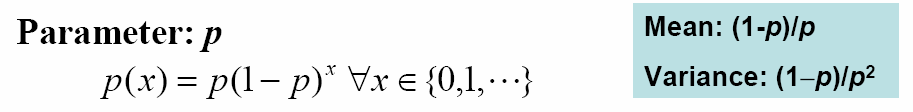 Parameter: p
p(x) = p(1 − p)ˣ ∀x ∈ {0,1,⋯}
Mean: (1-p)/p
Variance: (1–p)/p²